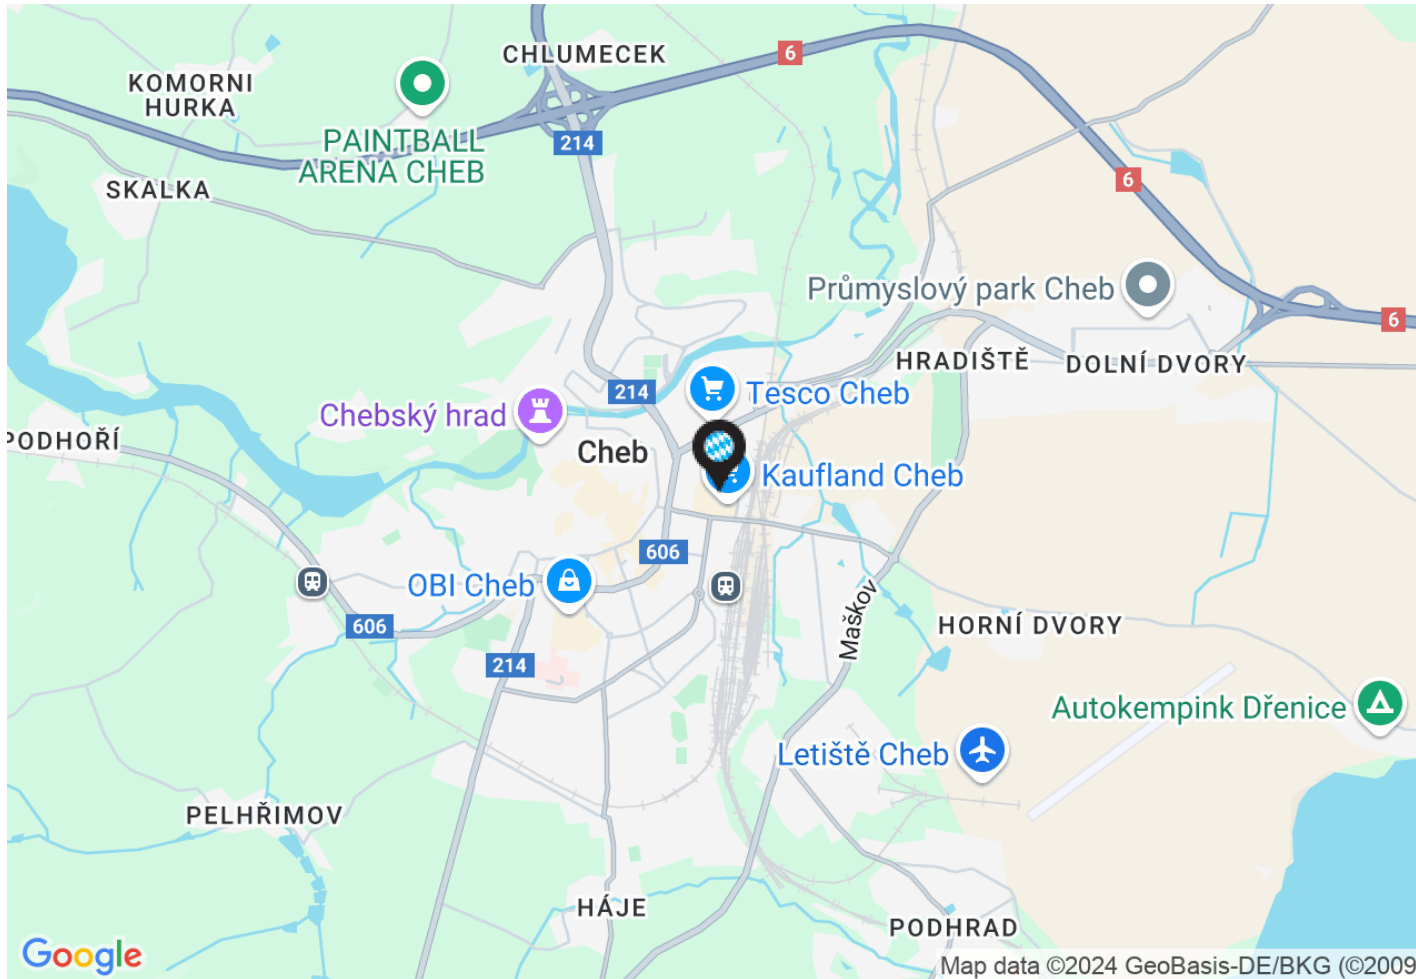 CHLUMECEK
6
KOMORNI
HURKA
PAINTBALL
ARENA CHEB
214
SKALKA
6
Průmyslový park Cheb
6
HRADIŠTĚ
DOLNÍ DVORY
214
Tesco Cheb
Chebský hrad
PODHOŘÍ
Cheb
Kaufland Cheb
606
OBI Cheb
606
Maškov
HORNÍ DVORY
214
Autokempink Dřenice
Letiště Cheb
PELHŘIMOV
HÁJE
PODHRAD
Google
Map data ©2024 GeoBasis-DE/BKG (©2009